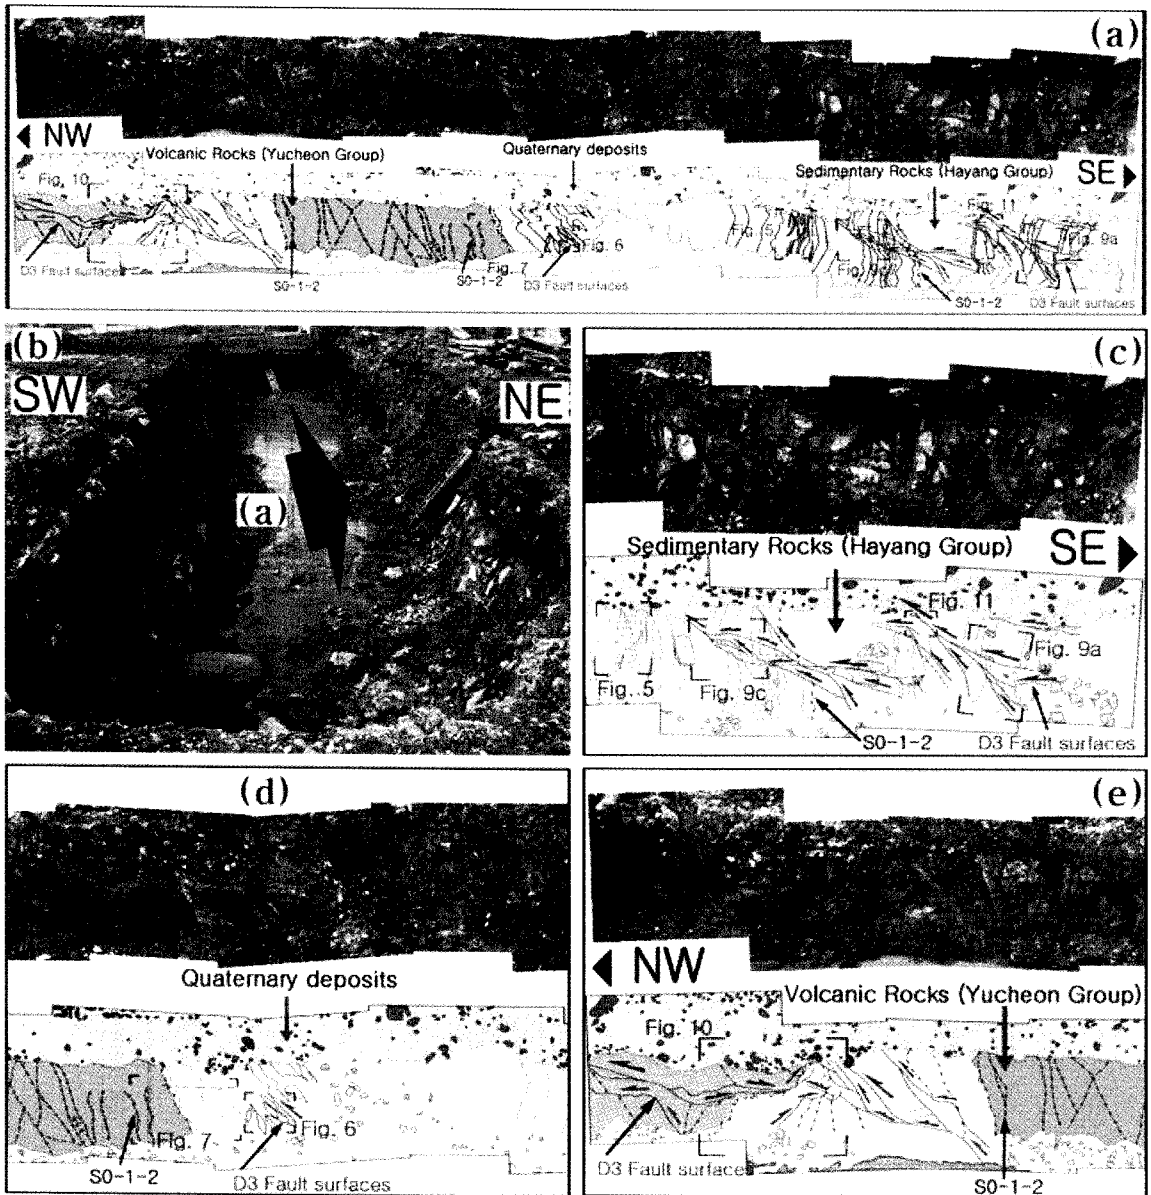 (a)
NW
Volcanic Rocks (Yucheon Group)
Quaternary deposits
Sedimentary Rocks (Hayang Group)
SE
Fig. 10
Fig. 11
Fig. 5
Fig. 6
Fig. 9a
Fig. 9c
Fig. 7
D3 Fault surfaces
S0-1-2
S0-1-2
D3 Fault surfaces
S0-1-2
D3 Fault surfaces
(b)
SW
NE
(a)
(c)
Sedimentary Rocks (Hayang Group)
SE
Fig. 11
Fig. 9a
Fig. 5
Fig. 9c
S0-1-2
D3 Fault surfaces
(d)
Quaternary deposits
Fig. 7
Fig. 6
S0-1-2
D3 Fault surfaces
(e)
NW
Volcanic Rocks (Yucheon Group)
Fig. 10
D3 Fault surfaces
S0-1-2